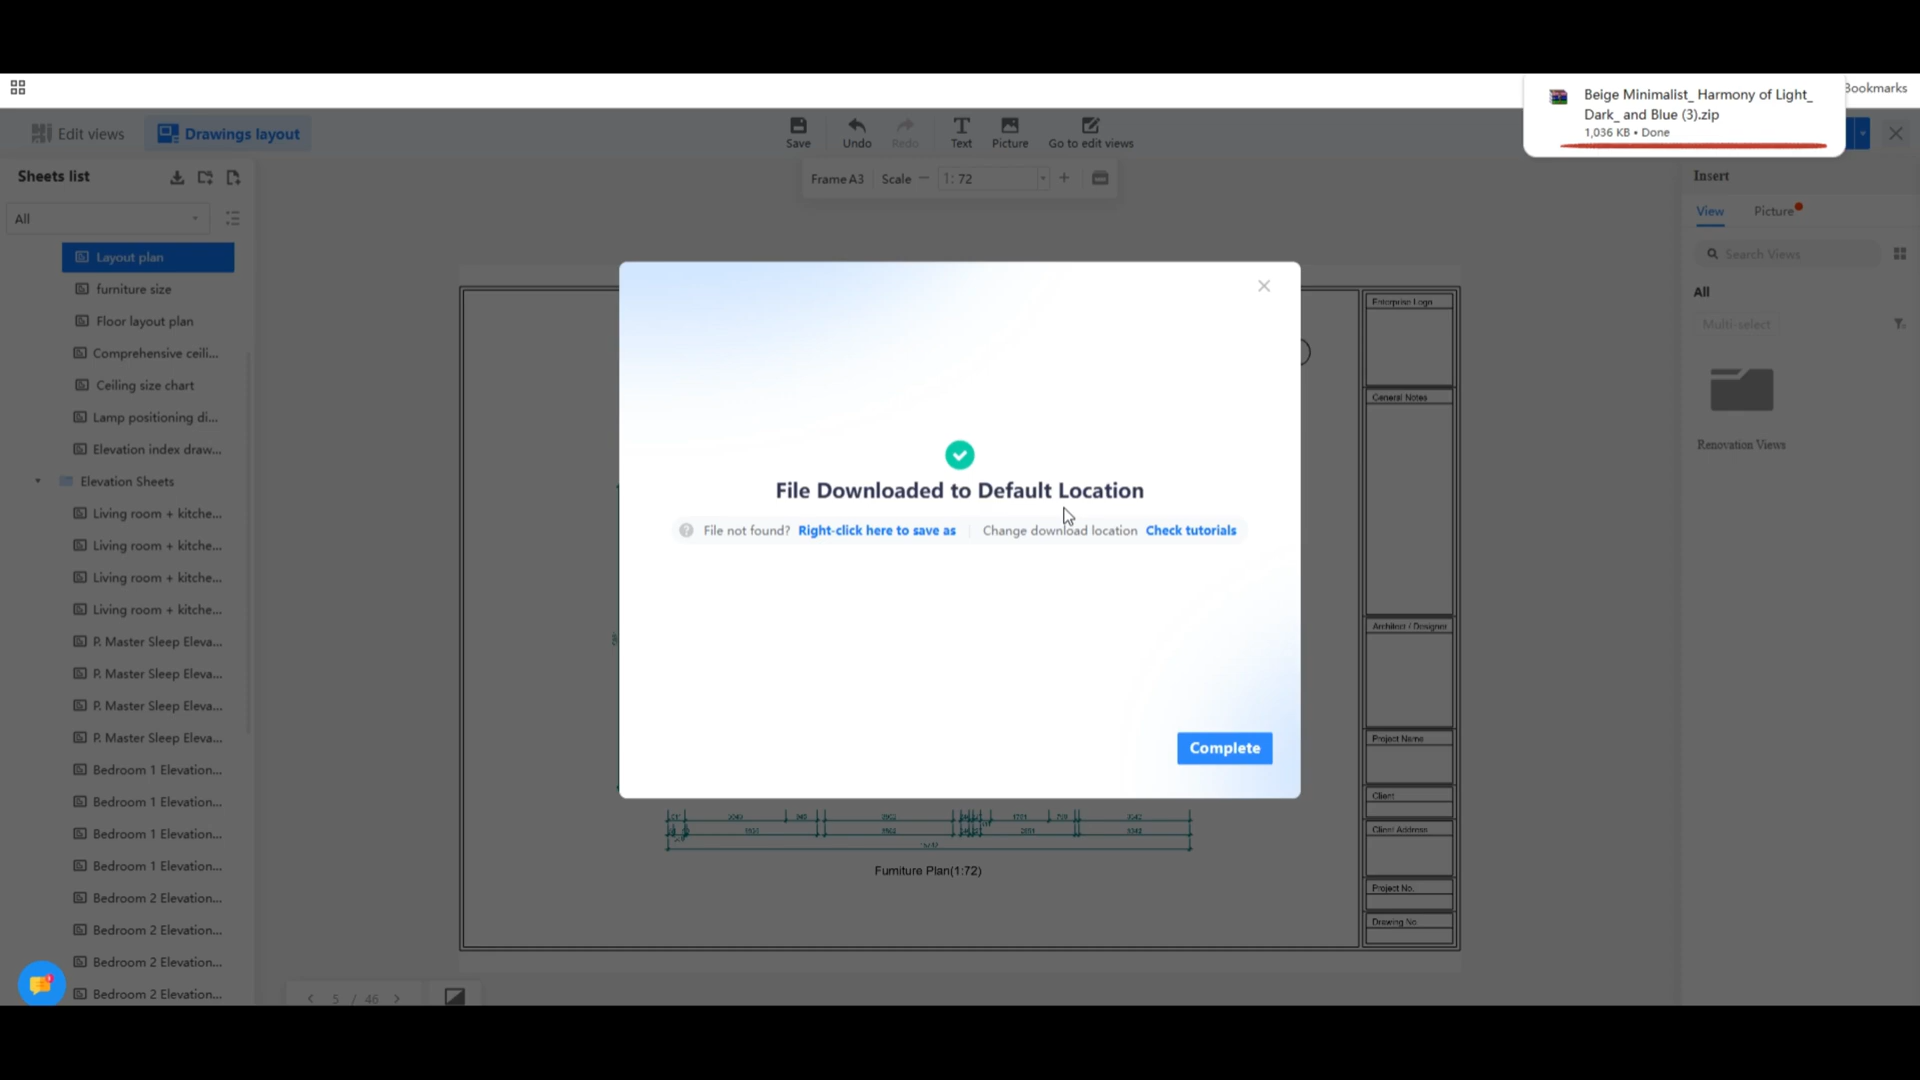 Beige Minimalist_ Harmony of Light_
Dark_ and Blue (3).zip
1,036 KB • Done
Bookmarks
Edit views
Drawings layout
Save
Undo
Redo
Text
Picture
Go to edit views
Sheets list
Frame A3
Scale
1: 72
Insert
All
View
Picture
Search Views
Layout plan
furniture size
Floor layout plan
Comprehensive ceili...
Ceiling size chart
Lamp positioning di...
Elevation index draw...
Elevation Sheets
Living room + kitche...
Living room + kitche...
Living room + kitche...
Living room + kitche...
P. Master Sleep Eleva...
P. Master Sleep Eleva...
P. Master Sleep Eleva...
P. Master Sleep Eleva...
Bedroom 1 Elevation...
Bedroom 1 Elevation...
Bedroom 1 Elevation...
Bedroom 1 Elevation...
Bedroom 2 Elevation...
Bedroom 2 Elevation...
Bedroom 2 Elevation...
Bedroom 2 Elevation...
File Downloaded to Default Location
File not found? Right-click here to save as
Change download location Check tutorials
Complete
Furniture Plan(1:72)
Enterprise Logo
General Notes
Architect / Designer
Project Name
Client
Client Address
Project No.
Drawing No
All
Multi-select
Renovation Views
5 / 46